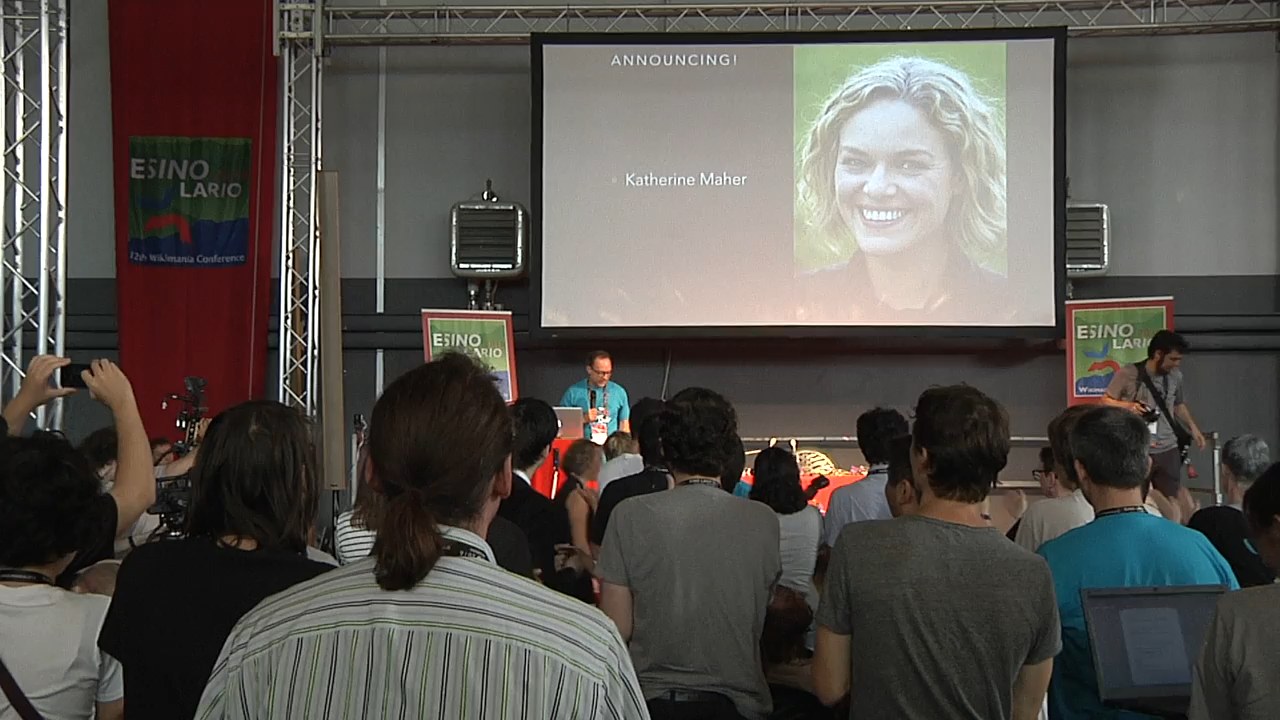 ANNOUNCING!
Katherine Maher
ESINO
LARIO
12th Wikimania Conference
ESINO
LARIO
ESINO
LARIO